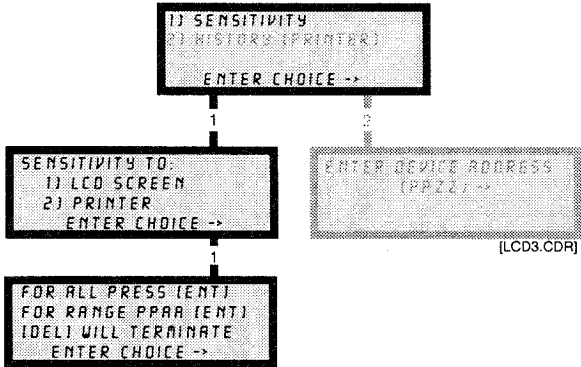 1) SENSITIVITY
2) HISTORY (PRINTER)
ENTER CHOICE ->
1
2
SENSITIVITY TO:
1) LCD SCREEN
2) PRINTER
ENTER CHOICE ->
ENTER DEVICE ADDRESS
(PPZZ) ->
[LCD3.CDR]
1
FOR ALL PRESS [ENT]
FOR RANGE PPAA [ENT]
[DEL] WILL TERMINATE
ENTER CHOICE ->